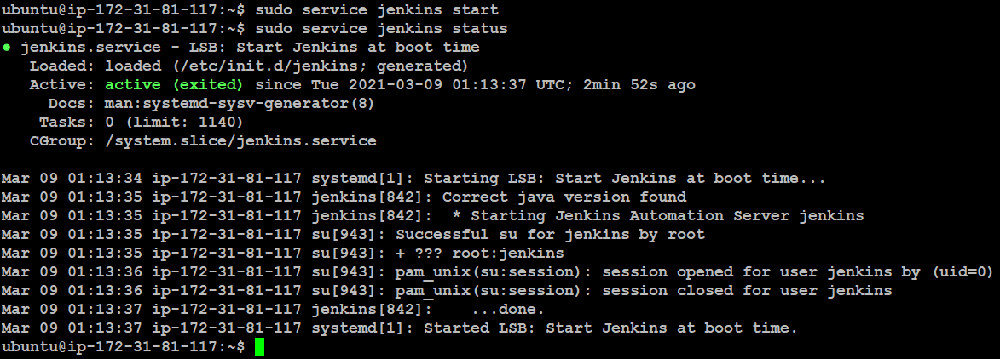 ubuntu@ip-172-31-81-117:~$ sudo service jenkins start
ubuntu@ip-172-31-81-117:~$ sudo service jenkins status
● jenkins.service - LSB: Start Jenkins at boot time
   Loaded: loaded (/etc/init.d/jenkins; generated)
   Active: active (exited) since Tue 2021-03-09 01:13:37 UTC; 2min 52s ago
     Docs: man:systemd-sysv-generator(8)
    Tasks: 0 (limit: 1140)
   CGroup: /system.slice/jenkins.service

Mar 09 01:13:34 ip-172-31-81-117 systemd[1]: Starting LSB: Start Jenkins at boot time...
Mar 09 01:13:35 ip-172-31-81-117 jenkins[842]: Correct java version found
Mar 09 01:13:35 ip-172-31-81-117 jenkins[842]:  * Starting Jenkins Automation Server jenkins
Mar 09 01:13:35 ip-172-31-81-117 su[943]: Successful su for jenkins by root
Mar 09 01:13:35 ip-172-31-81-117 su[943]: + ??? root:jenkins
Mar 09 01:13:36 ip-172-31-81-117 su[943]: pam_unix(su:session): session opened for user jenkins by (uid=0)
Mar 09 01:13:36 ip-172-31-81-117 su[943]: pam_unix(su:session): session closed for user jenkins
Mar 09 01:13:37 ip-172-31-81-117 jenkins[842]:    ...done.
Mar 09 01:13:37 ip-172-31-81-117 systemd[1]: Started LSB: Start Jenkins at boot time.
ubuntu@ip-172-31-81-117:~$